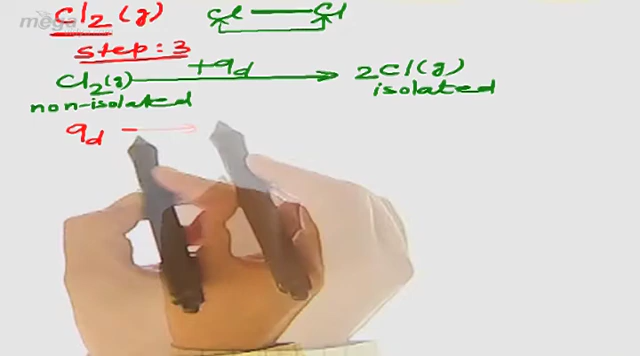 mega
Cl2(g) Cl — Cl
step:3
Cl2(g) +qd → 2Cl(g)
non-isolated isolated
qd →